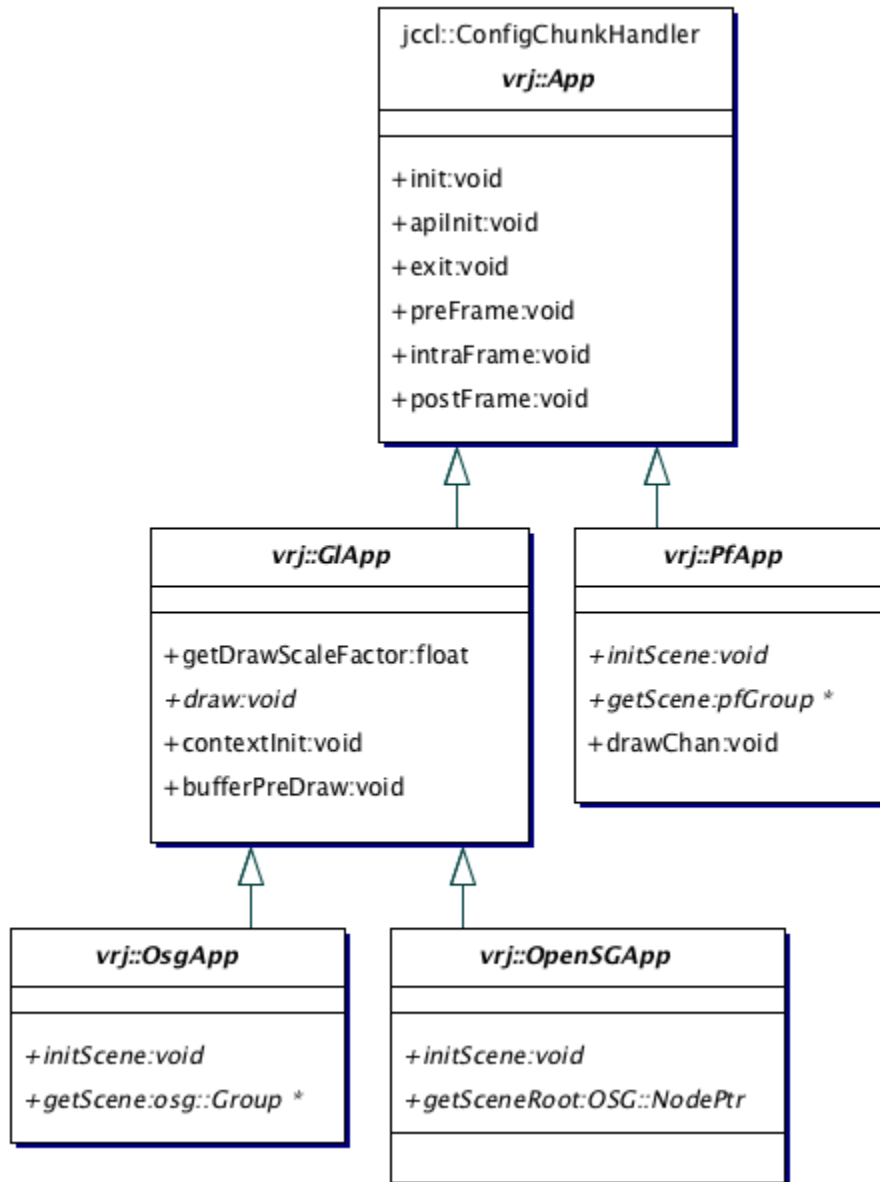 jccl::ConfigChunkHandler
vrj::App
+init:void
+apiInit:void
+exit:void
+preFrame:void
+intraFrame:void
+postFrame:void
vrj::GlApp
+getDrawScaleFactor:float
+draw:void
+contextInit:void
+bufferPreDraw:void
vrj::PfApp
+initScene:void
+getScene:pfGroup *
+drawChan:void
vrj::OsgApp
+initScene:void
+getScene:osg::Group *
vrj::OpenSGApp
+initScene:void
+getSceneRoot:OSG::NodePtr